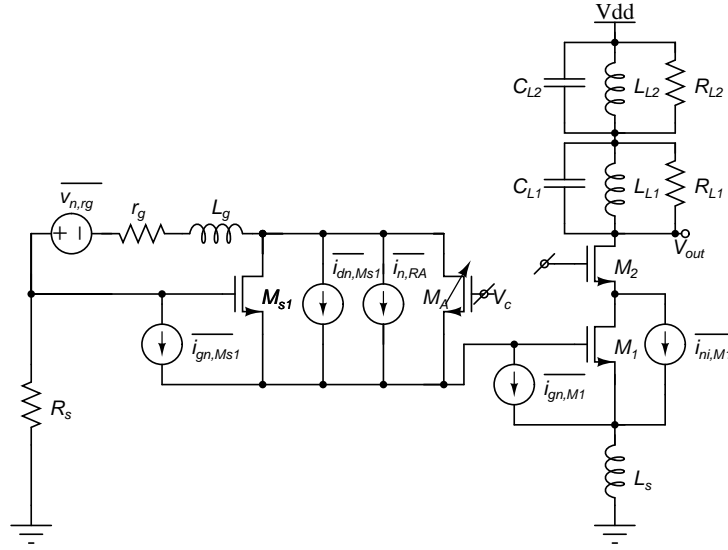 Vdd
C_L2
L_L2
R_L2
v_n,rg
r_g
L_g
C_L1
L_L1
R_L1
V_out
+ −
M_2
i_dn,Ms1
i_n,RA
M_s1
M_A
V_c
i_gn,Ms1
M_1
i_ni,M1
i_gn,M1
R_s
L_s